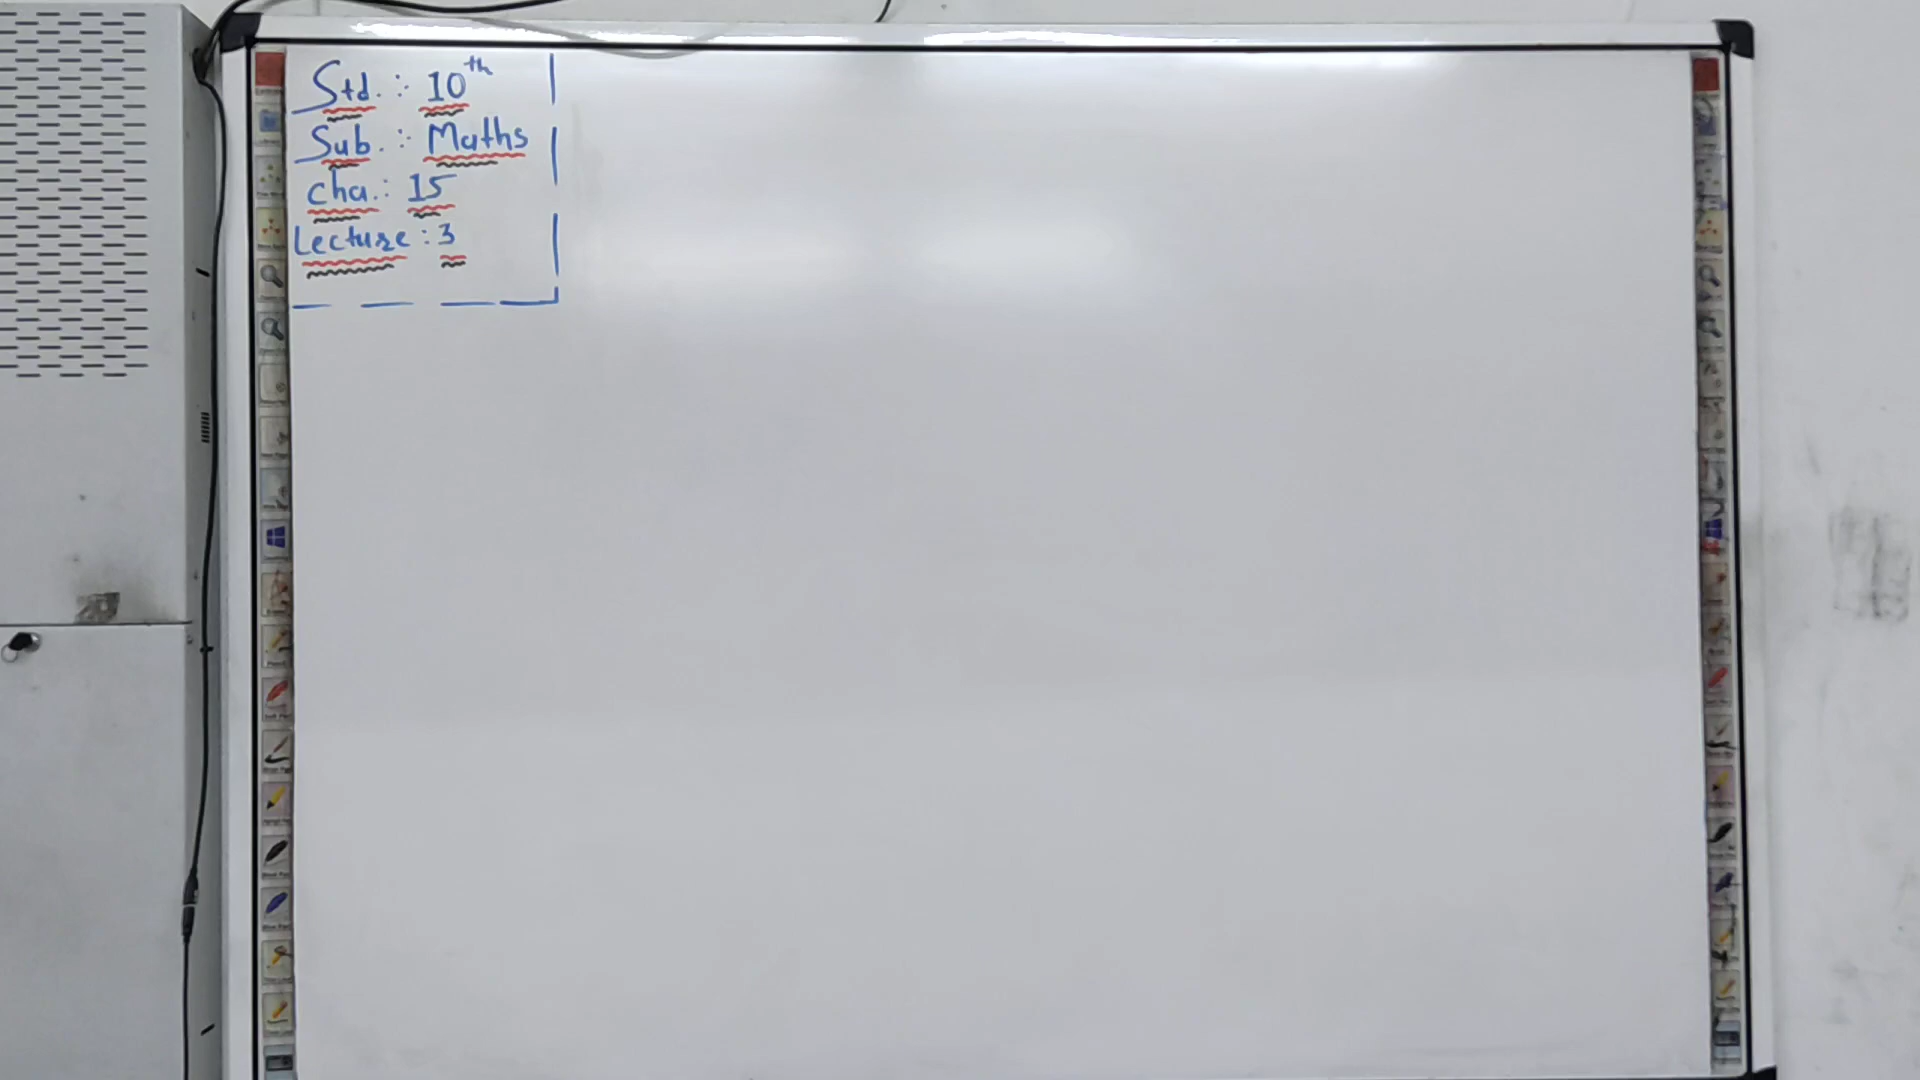 Std. : 10th
Sub. : Maths
cha. : 15
Lecture : 3